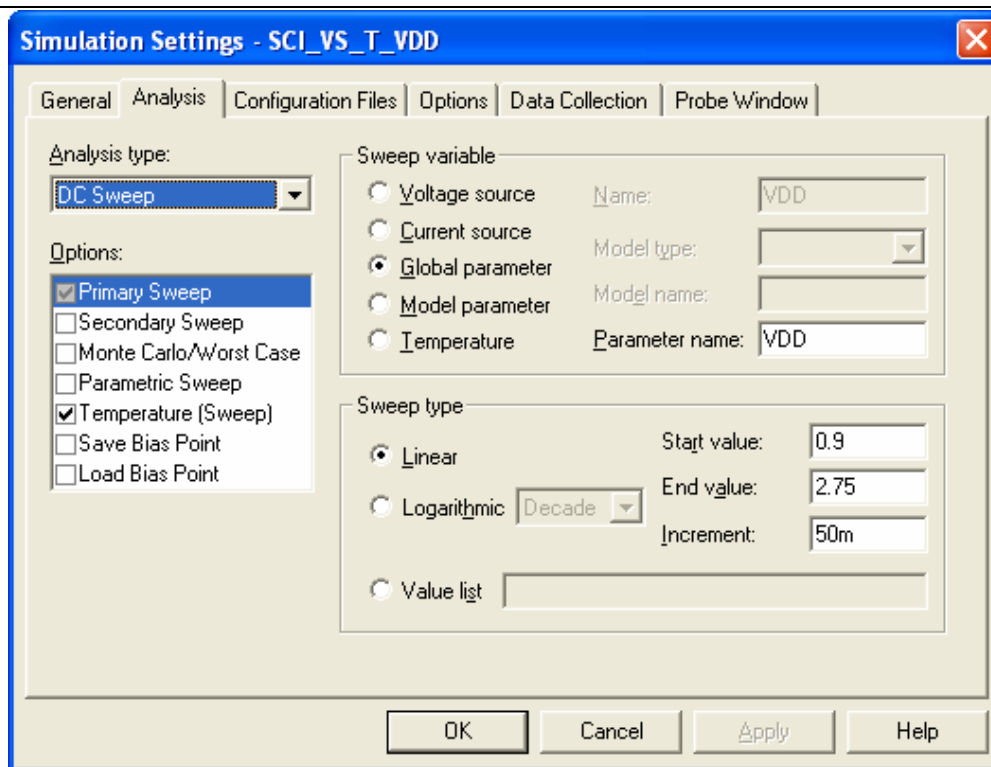 Simulation Settings - SCI_VS_T_VDD
General Analysis Configuration Files Options Data Collection Probe Window
Analysis type:
DC Sweep
Options:
Primary Sweep
Secondary Sweep
Monte Carlo/Worst Case
Parametric Sweep
Temperature (Sweep)
Save Bias Point
Load Bias Point
Sweep variable
Voltage source
Current source
Global parameter
Model parameter
Temperature
Name: VDD
Model type:
Model name:
Parameter name: VDD
Sweep type
Linear
Logarithmic Decade
Value list
Start value: 0.9
End value: 2.75
Increment: 50m
OK Cancel Apply Help